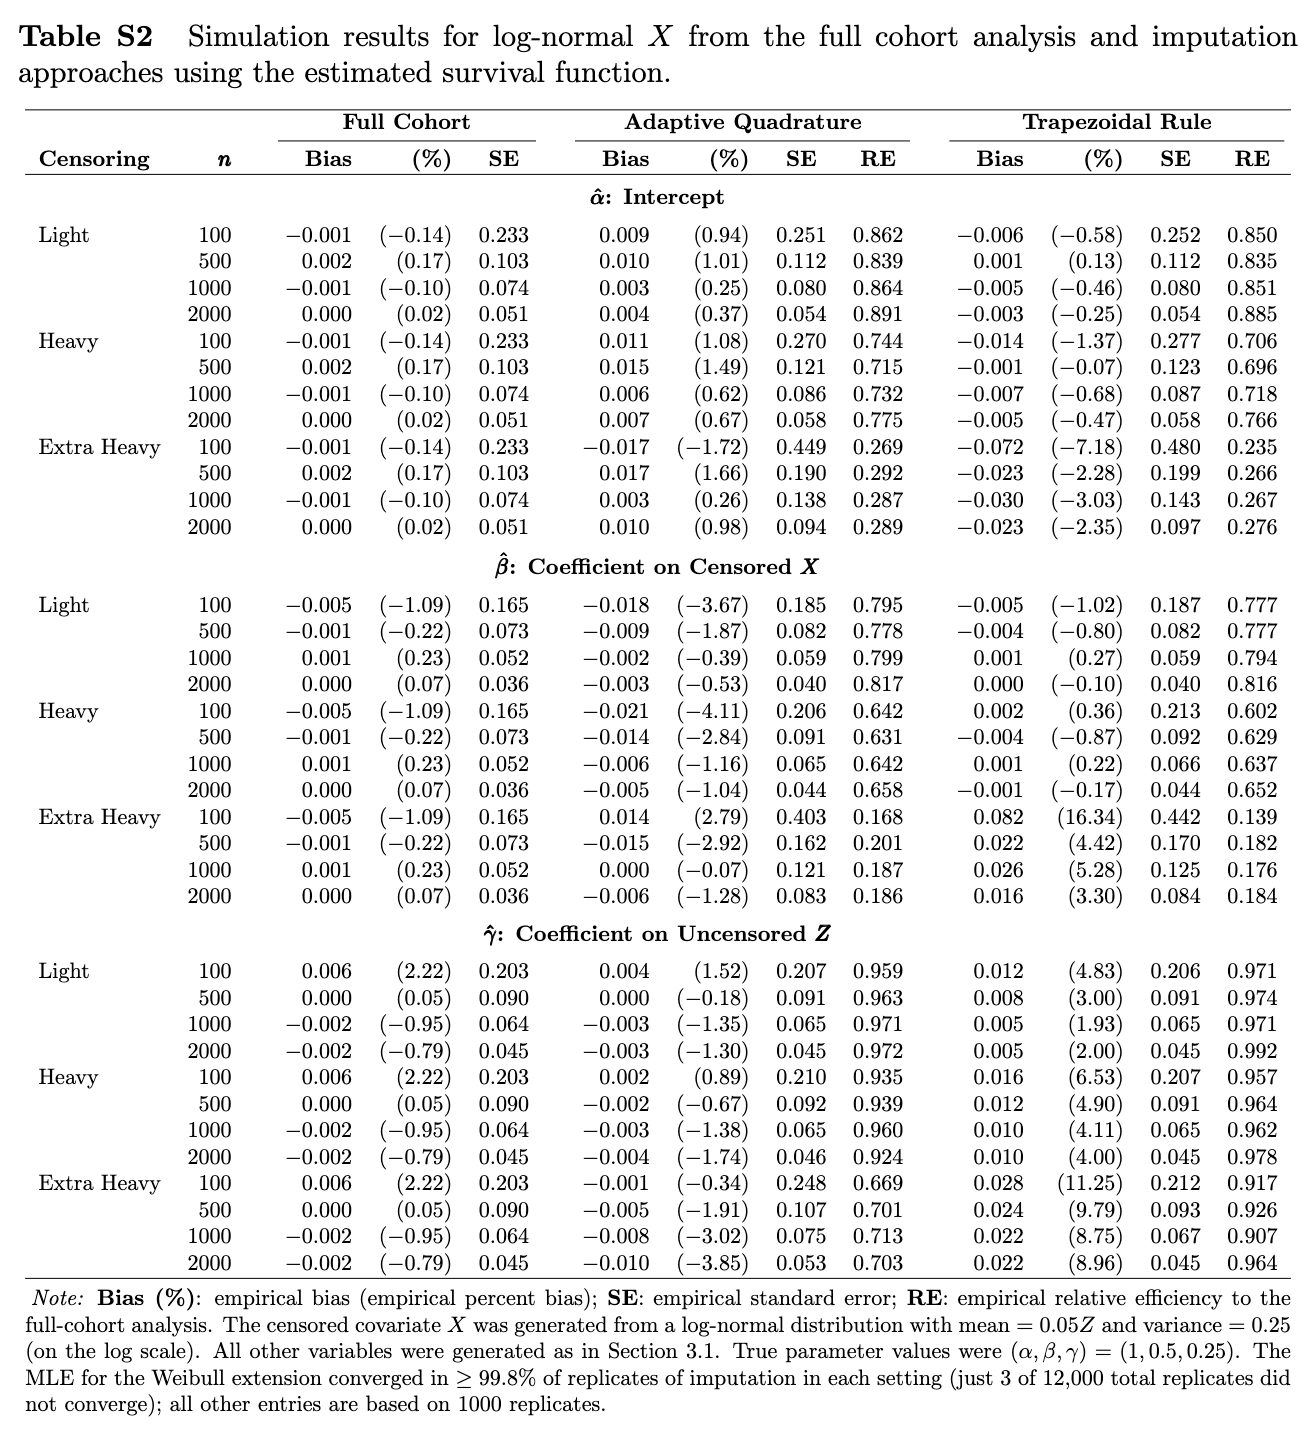 Table S2 Simulation results for log-normal X from the full cohort analysis and imputation
approaches using the estimated survival function.
Full Cohort Adaptive Quadrature Trapezoidal Rule
Censoring n Bias (%) SE Bias (%) SE RE Bias (%) SE RE
α̂: Intercept
Light 100 −0.001 (−0.14) 0.233 0.009 (0.94) 0.251 0.862 −0.006 (−0.58) 0.252 0.850
500 0.002 (0.17) 0.103 0.010 (1.01) 0.112 0.839 0.001 (0.13) 0.112 0.835
1000 −0.001 (−0.10) 0.074 0.003 (0.25) 0.080 0.864 −0.005 (−0.46) 0.080 0.851
2000 0.000 (0.02) 0.051 0.004 (0.37) 0.054 0.891 −0.003 (−0.25) 0.054 0.885
Heavy 100 −0.001 (−0.14) 0.233 0.011 (1.08) 0.270 0.744 −0.014 (−1.37) 0.277 0.706
500 0.002 (0.17) 0.103 0.015 (1.49) 0.121 0.715 −0.001 (−0.07) 0.123 0.696
1000 −0.001 (−0.10) 0.074 0.006 (0.62) 0.086 0.732 −0.007 (−0.68) 0.087 0.718
2000 0.000 (0.02) 0.051 0.007 (0.67) 0.058 0.775 −0.005 (−0.47) 0.058 0.766
Extra Heavy 100 −0.001 (−0.14) 0.233 −0.017 (−1.72) 0.449 0.269 −0.072 (−7.18) 0.480 0.235
500 0.002 (0.17) 0.103 0.017 (1.66) 0.190 0.292 −0.023 (−2.28) 0.199 0.266
1000 −0.001 (−0.10) 0.074 0.003 (0.26) 0.138 0.287 −0.030 (−3.03) 0.143 0.267
2000 0.000 (0.02) 0.051 0.010 (0.98) 0.094 0.289 −0.023 (−2.35) 0.097 0.276
β̂: Coefficient on Censored X
Light 100 −0.005 (−1.09) 0.165 −0.018 (−3.67) 0.185 0.795 −0.005 (−1.02) 0.187 0.777
500 −0.001 (−0.22) 0.073 −0.009 (−1.87) 0.082 0.778 −0.004 (−0.80) 0.082 0.777
1000 0.001 (0.23) 0.052 −0.002 (−0.39) 0.059 0.799 0.001 (0.27) 0.059 0.794
2000 0.000 (0.07) 0.036 −0.003 (−0.53) 0.040 0.817 0.000 (−0.10) 0.040 0.816
Heavy 100 −0.005 (−1.09) 0.165 −0.021 (−4.11) 0.206 0.642 0.002 (0.36) 0.213 0.602
500 −0.001 (−0.22) 0.073 −0.014 (−2.84) 0.091 0.631 −0.004 (−0.87) 0.092 0.629
1000 0.001 (0.23) 0.052 −0.006 (−1.16) 0.065 0.642 0.001 (0.22) 0.066 0.637
2000 0.000 (0.07) 0.036 −0.005 (−1.04) 0.044 0.658 −0.001 (−0.17) 0.044 0.652
Extra Heavy 100 −0.005 (−1.09) 0.165 0.014 (2.79) 0.403 0.168 0.082 (16.34) 0.442 0.139
500 −0.001 (−0.22) 0.073 −0.015 (−2.92) 0.162 0.201 0.022 (4.42) 0.170 0.182
1000 0.001 (0.23) 0.052 0.000 (−0.07) 0.121 0.187 0.026 (5.28) 0.125 0.176
2000 0.000 (0.07) 0.036 −0.006 (−1.28) 0.083 0.186 0.016 (3.30) 0.084 0.184
γ̂: Coefficient on Uncensored Z
Light 100 0.006 (2.22) 0.203 0.004 (1.52) 0.207 0.959 0.012 (4.83) 0.206 0.971
500 0.000 (0.05) 0.090 0.000 (−0.18) 0.091 0.963 0.008 (3.00) 0.091 0.974
1000 −0.002 (−0.95) 0.064 −0.003 (−1.35) 0.065 0.971 0.005 (1.93) 0.065 0.971
2000 −0.002 (−0.79) 0.045 −0.003 (−1.30) 0.045 0.972 0.005 (2.00) 0.045 0.992
Heavy 100 0.006 (2.22) 0.203 0.002 (0.89) 0.210 0.935 0.016 (6.53) 0.207 0.957
500 0.000 (0.05) 0.090 −0.002 (−0.67) 0.092 0.939 0.012 (4.90) 0.091 0.964
1000 −0.002 (−0.95) 0.064 −0.003 (−1.38) 0.065 0.960 0.010 (4.11) 0.065 0.962
2000 −0.002 (−0.79) 0.045 −0.004 (−1.74) 0.046 0.924 0.010 (4.00) 0.045 0.978
Extra Heavy 100 0.006 (2.22) 0.203 −0.001 (−0.34) 0.248 0.669 0.028 (11.25) 0.212 0.917
500 0.000 (0.05) 0.090 −0.005 (−1.91) 0.107 0.701 0.024 (9.79) 0.093 0.926
1000 −0.002 (−0.95) 0.064 −0.008 (−3.02) 0.075 0.713 0.022 (8.75) 0.067 0.907
2000 −0.002 (−0.79) 0.045 −0.010 (−3.85) 0.053 0.703 0.022 (8.96) 0.045 0.964
Note: Bias (%): empirical bias (empirical percent bias); SE: empirical standard error; RE: empirical relative efficiency to the
full-cohort analysis. The censored covariate X was generated from a log-normal distribution with mean = 0.05Z and variance = 0.25
(on the log scale). All other variables were generated as in Section 3.1. True parameter values were (α, β, γ) = (1, 0.5, 0.25). The
MLE for the Weibull extension converged in ≥ 99.8% of replicates of imputation in each setting (just 3 of 12,000 total replicates did
not converge); all other entries are based on 1000 replicates.